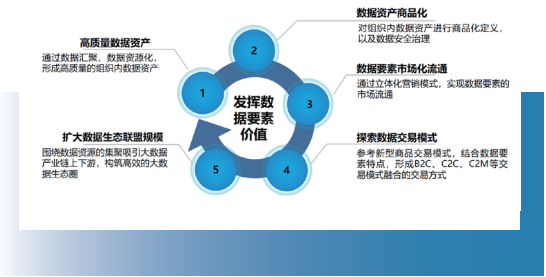 高质量数据资产
通过数据汇聚、数据资源化，
形成高质量的组织内数据资产
1
2
数据资产商品化
对组织内数据资产进行商品化定义，
以及数据安全治理
3
数据要素市场化流通
通过立体化营销模式，实现数据要素的
市场流通
发挥数
据要素
价值
4
探索数据交易模式
参考新型商品交易模式，结合数据要
素特点，形成B2C、C2C、C2M等交
易模式融合的交易方式
5
扩大数据生态联盟规模
围绕数据资源的集聚吸引大数据
产业链上下游，构筑高效的大数
据生态圈